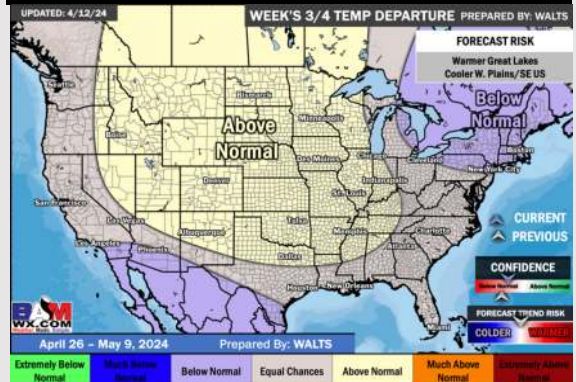 UPDATED: 4/12/24
WEEK'S 3/4 TEMP DEPARTURE PREPARED BY: WALTS
FORECAST RISK
Warmer Great Lakes
Cooler W. Plains/SE US
Seattle
Bismarck
Below
Normal
Minneapolis
Boise
Above
Normal
Boston
Des Moines
Chicago
Cleveland
New York City
Denver
Indianapolis
San Francisco
St. Louis
CURRENT
PREVIOUS
Las Vegas
Tulsa
Charlotte
Albuquerque
Memphis
Los Angeles
Atlanta
Phoenix
Dallas
CONFIDENCE
Below Normal Above Normal
Houston
New Orleans
BAM
WX.COM
FORECAST TREND RISK
COLDER WARMER
Miami
April 26 – May 9, 2024 Prepared By: WALTS
Extremely Below Normal
Much Below Normal
Below Normal
Equal Chances
Above Normal
Much Above Normal
Extremely Above Normal